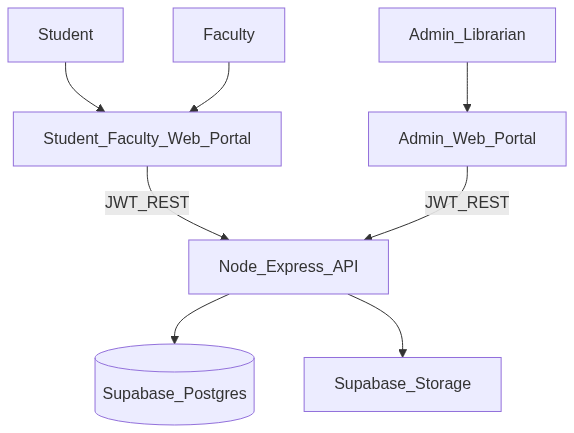 Student
Faculty
Admin_Librarian
Student_Faculty_Web_Portal
Admin_Web_Portal
JWT_REST
JWT_REST
Node_Express_API
Supabase_Postgres
Supabase_Storage